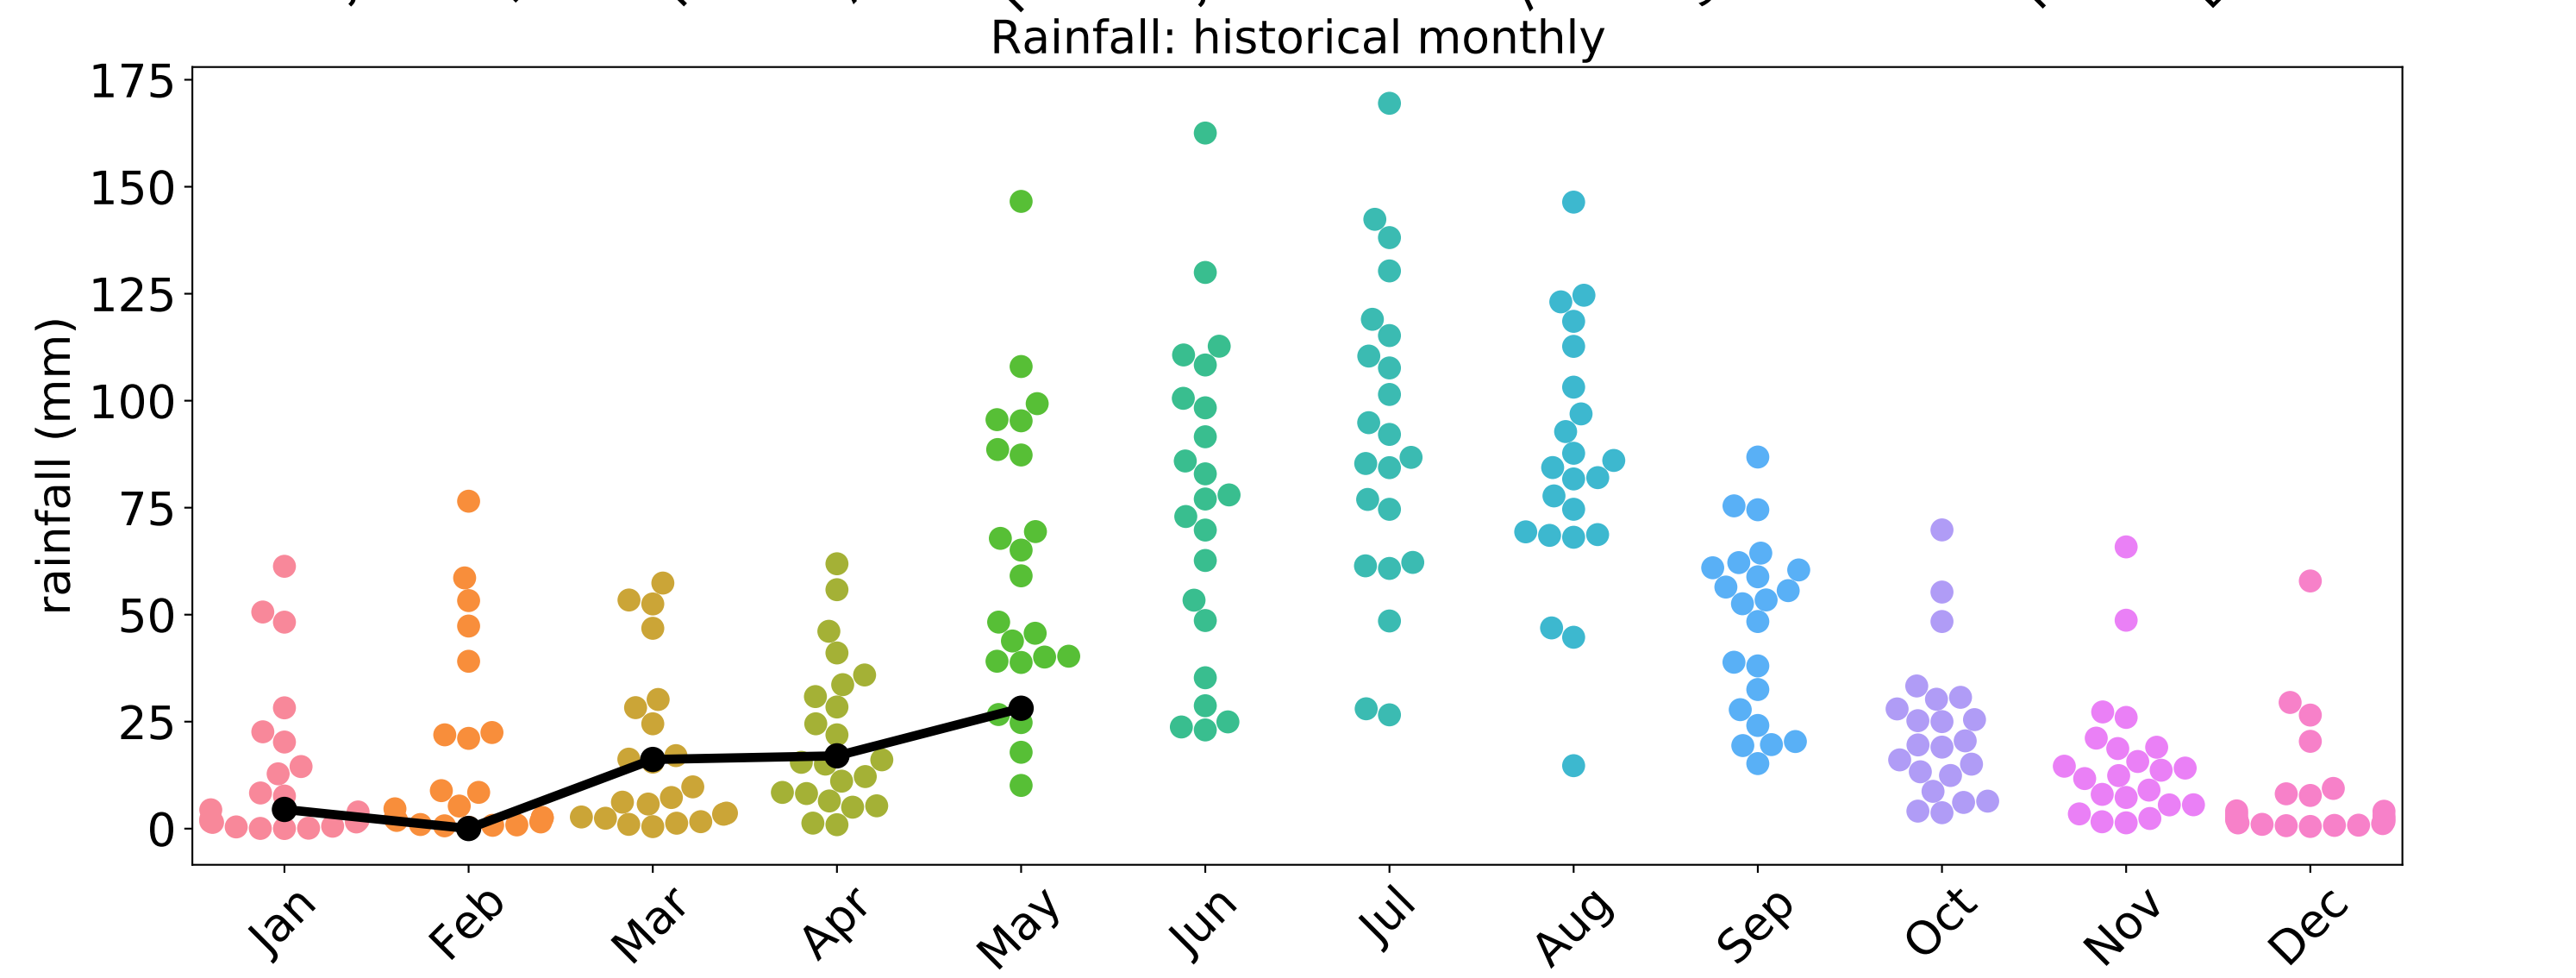 Rainfall: historical monthly
175
150
125
100
75
50
25
0
rainfall (mm)
Jan
Feb
Mar
Apr
May
Jun
Jul
Aug
Sep
Oct
Nov
Dec